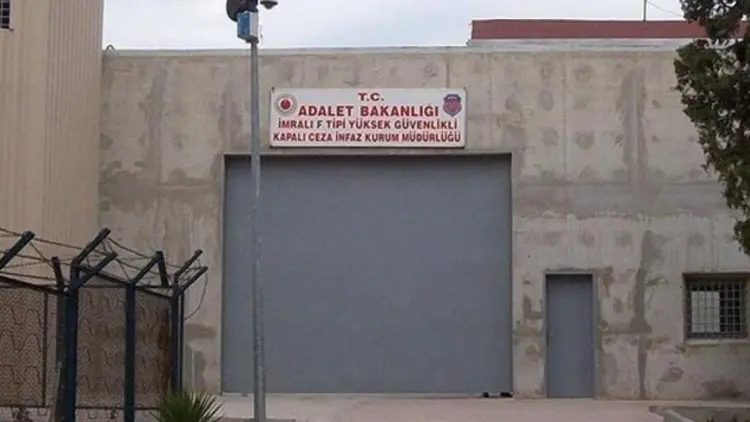 T.C.
ADALET BAKANLIĞI
İMRALI F TİPİ YÜKSEK GÜVENLİKLİ
KAPALI CEZA İNFAZ KURUM MÜDÜRLÜĞÜ